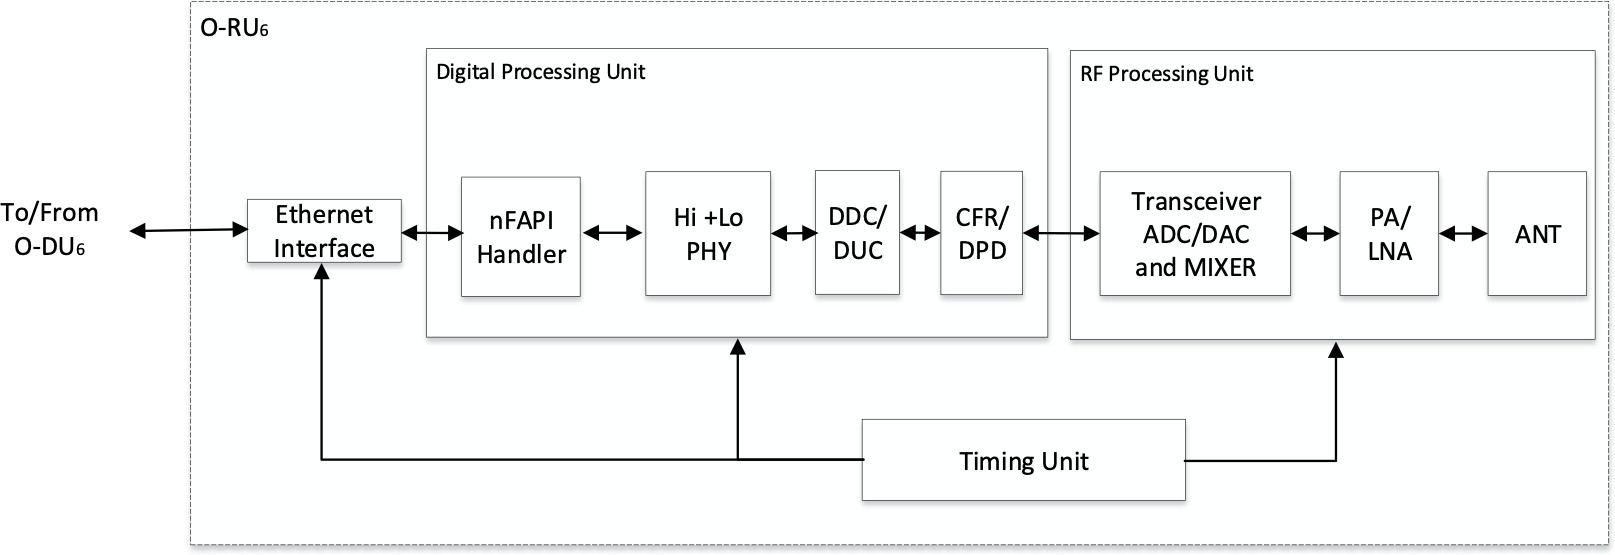 O-RU6
Digital Processing Unit
RF Processing Unit
To/From
O-DU6
Ethernet
Interface
nFAPI
Handler
Hi +Lo
PHY
DDC/
DUC
CFR/
DPD
Transceiver
ADC/DAC
and MIXER
PA/
LNA
ANT
Timing Unit